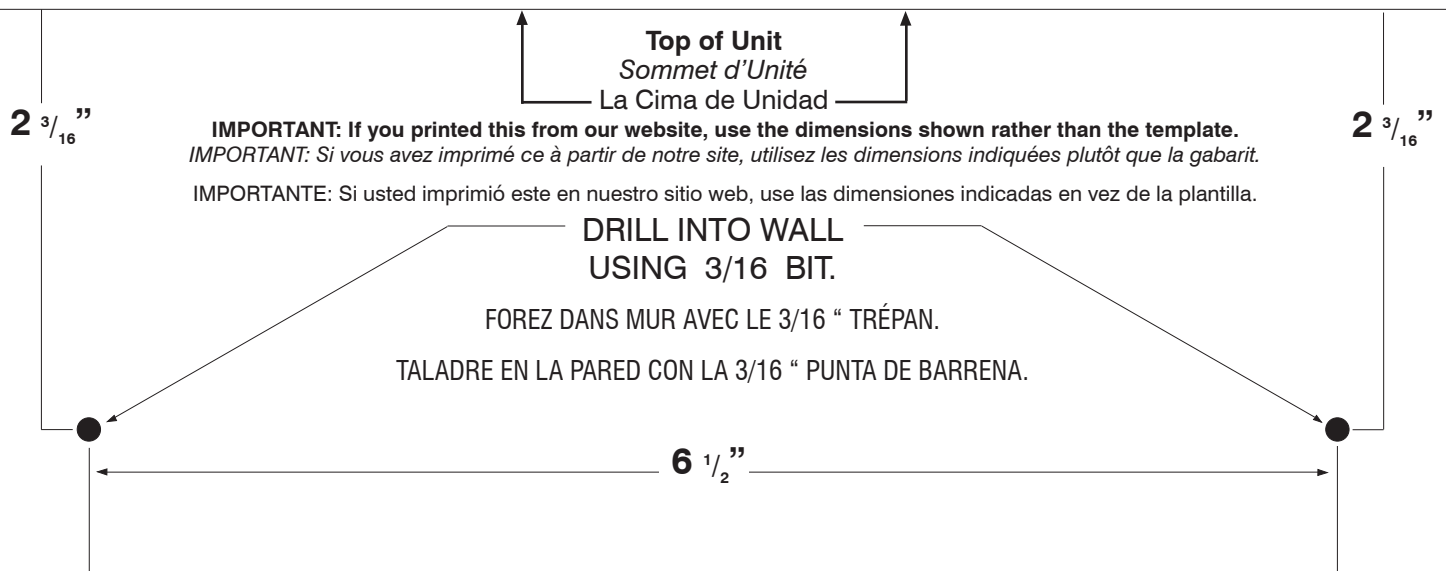 Top of Unit
Sommet d’Unité
La Cima de Unidad
2 3/16”
2 3/16”
IMPORTANT: If you printed this from our website, use the dimensions shown rather than the template.
IMPORTANT: Si vous avez imprimé ce à partir de notre site, utilisez les dimensions indiquées plutôt que la gabarit.
IMPORTANTE: Si usted imprimió este en nuestro sitio web, use las dimensiones indicadas en vez de la plantilla.
DRILL INTO WALL
USING 3/16 BIT.
FOREZ DANS MUR AVEC LE 3/16 “ TRÉPAN.
TALADRE EN LA PARED CON LA 3/16 “ PUNTA DE BARRENA.
6 1/2”